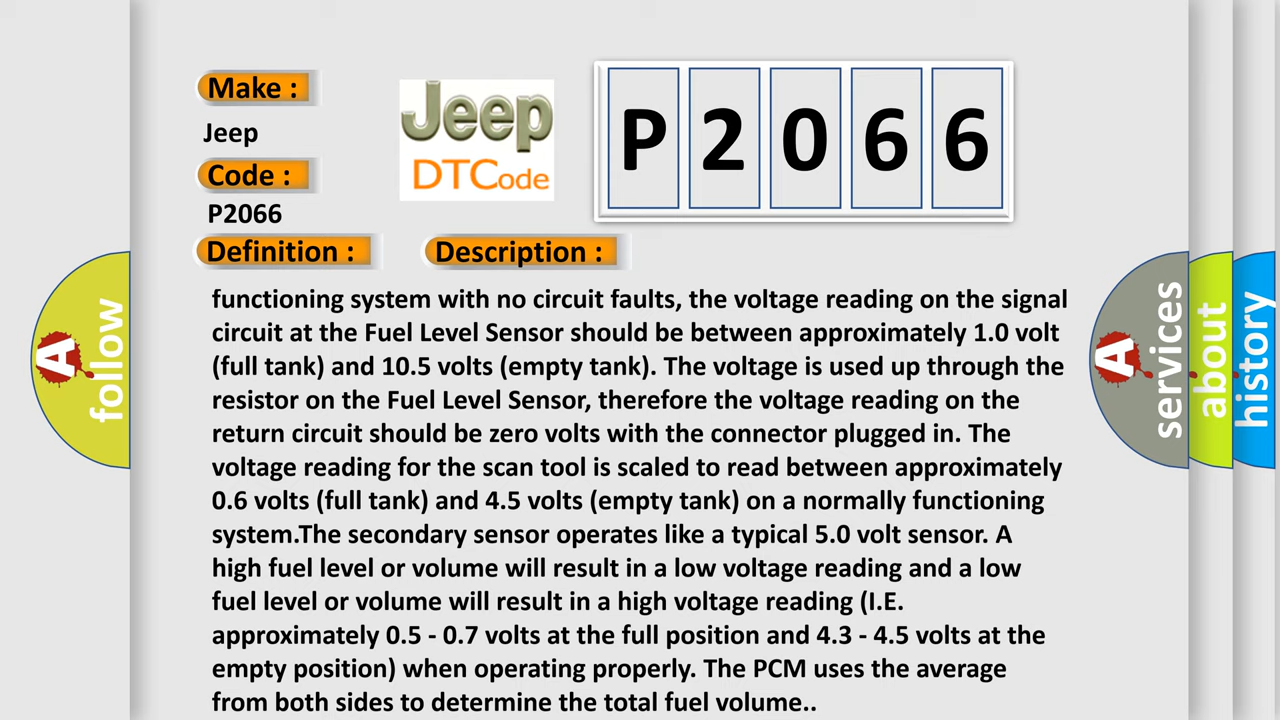 Make :
Jeep
Code :
P2066
Jeep
DTCode
P2066
Definition :
Description :
functioning system with no circuit faults, the voltage reading on the signal
circuit at the Fuel Level Sensor should be between approximately 1.0 volt
(full tank) and 10.5 volts (empty tank). The voltage is used up through the
resistor on the Fuel Level Sensor, therefore the voltage reading on the
return circuit should be zero volts with the connector plugged in. The
voltage reading for the scan tool is scaled to read between approximately
0.6 volts (full tank) and 4.5 volts (empty tank) on a normally functioning
system.The secondary sensor operates like a typical 5.0 volt sensor. A
high fuel level or volume will result in a low voltage reading and a low
fuel level or volume will result in a high voltage reading (I.E.
approximately 0.5 - 0.7 volts at the full position and 4.3 - 4.5 volts at the
empty position) when operating properly. The PCM uses the average
from both sides to determine the total fuel volume..
A
follow
A
services
about
history